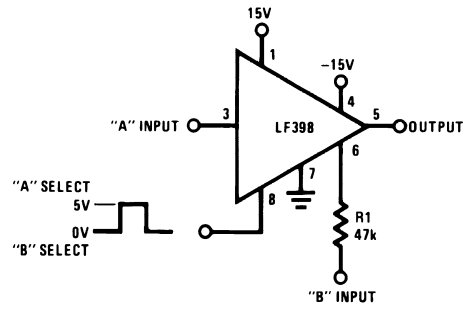 15V
1
-15V
4
3
5
"A" INPUT
LF398
OUTPUT
6
7
8
"A" SELECT
5V
0V
"B" SELECT
R1
47k
"B" INPUT